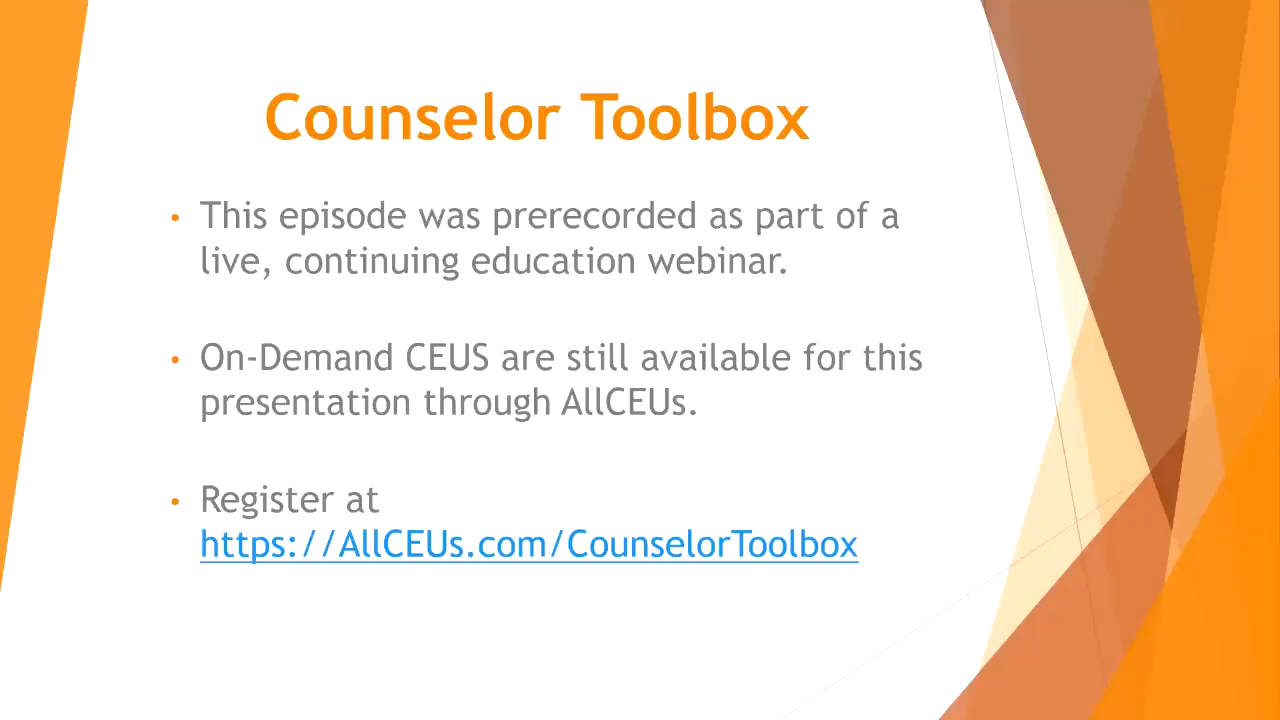 Counselor Toolbox
• This episode was prerecorded as part of a
live, continuing education webinar.
• On-Demand CEUS are still available for this
presentation through AllCEUs.
• Register at
https://AllCEUs.com/CounselorToolbox